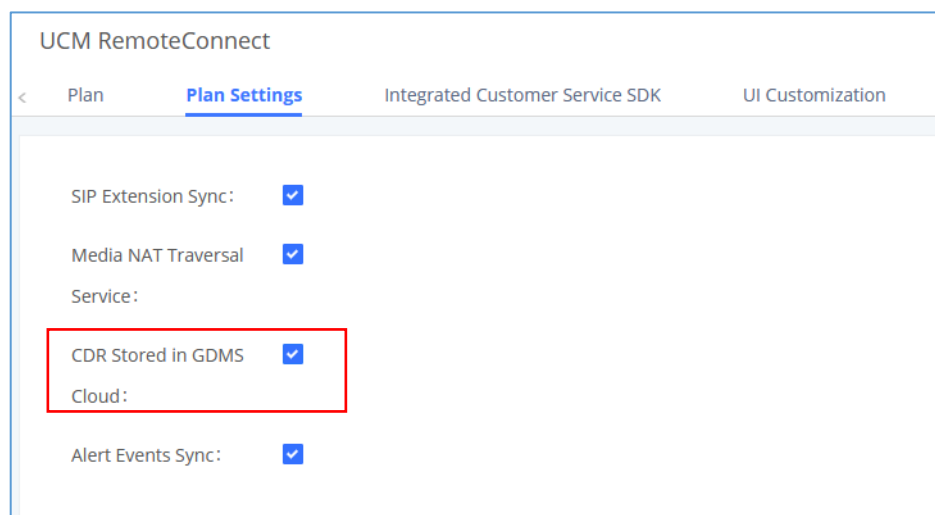 UCM RemoteConnect
< Plan Plan Settings Integrated Customer Service SDK UI Customization
SIP Extension Sync:
Media NAT Traversal
Service:
CDR Stored in GDMS
Cloud:
Alert Events Sync: